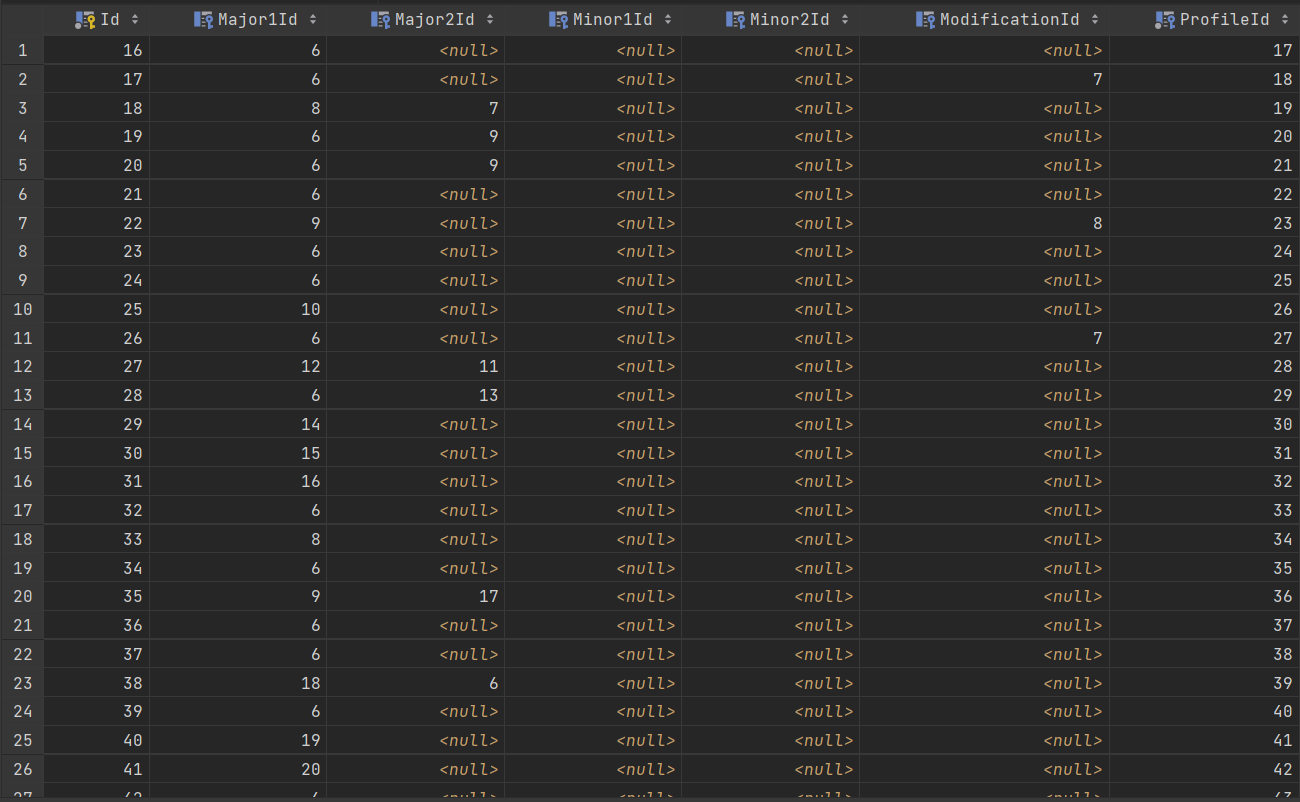 Id Major1Id Major2Id Minor1Id Minor2Id ModificationId ProfileId
1 16 6 <null> <null> <null> <null> 17
2 17 6 <null> <null> <null> 7 18
3 18 8 7 <null> <null> <null> 19
4 19 6 9 <null> <null> <null> 20
5 20 6 9 <null> <null> <null> 21
6 21 6 <null> <null> <null> <null> 22
7 22 9 <null> <null> <null> 8 23
8 23 6 <null> <null> <null> <null> 24
9 24 6 <null> <null> <null> <null> 25
10 25 10 <null> <null> <null> <null> 26
11 26 6 <null> <null> <null> 7 27
12 27 12 11 <null> <null> <null> 28
13 28 6 13 <null> <null> <null> 29
14 29 14 <null> <null> <null> <null> 30
15 30 15 <null> <null> <null> <null> 31
16 31 16 <null> <null> <null> <null> 32
17 32 6 <null> <null> <null> <null> 33
18 33 8 <null> <null> <null> <null> 34
19 34 6 <null> <null> <null> <null> 35
20 35 9 17 <null> <null> <null> 36
21 36 6 <null> <null> <null> <null> 37
22 37 6 <null> <null> <null> <null> 38
23 38 18 6 <null> <null> <null> 39
24 39 6 <null> <null> <null> <null> 40
25 40 19 <null> <null> <null> <null> 41
26 41 20 <null> <null> <null> <null> 42